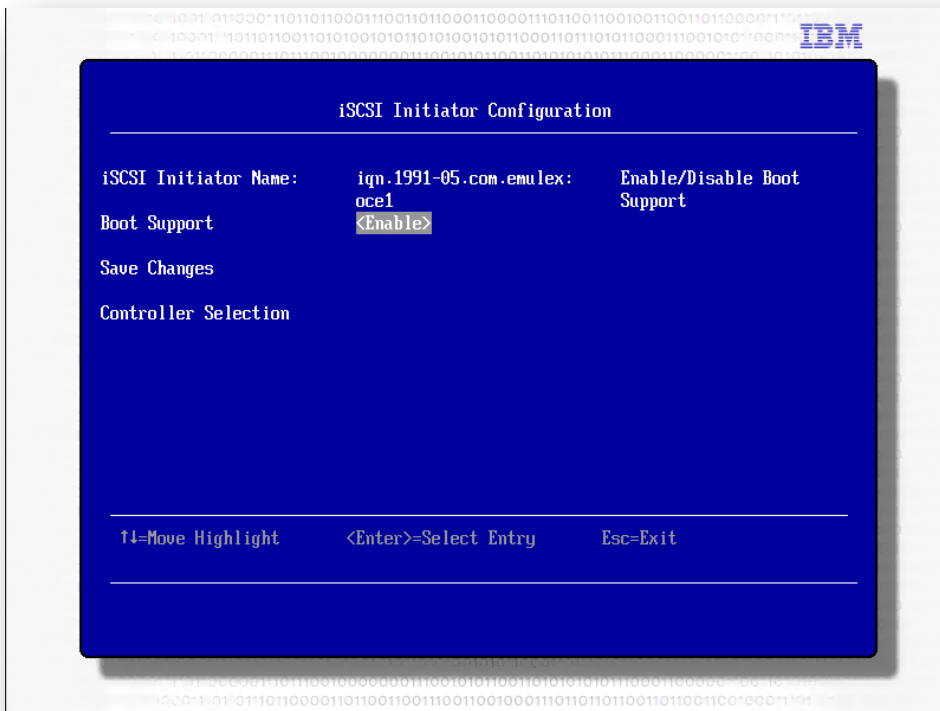 IBM
iSCSI Initiator Configuration
iSCSI Initiator Name: iqn.1991-05.com.emulex: Enable/Disable Boot
oce1 Support
Boot Support <Enable>
Save Changes
Controller Selection
↑↓=Move Highlight <Enter>=Select Entry Esc=Exit